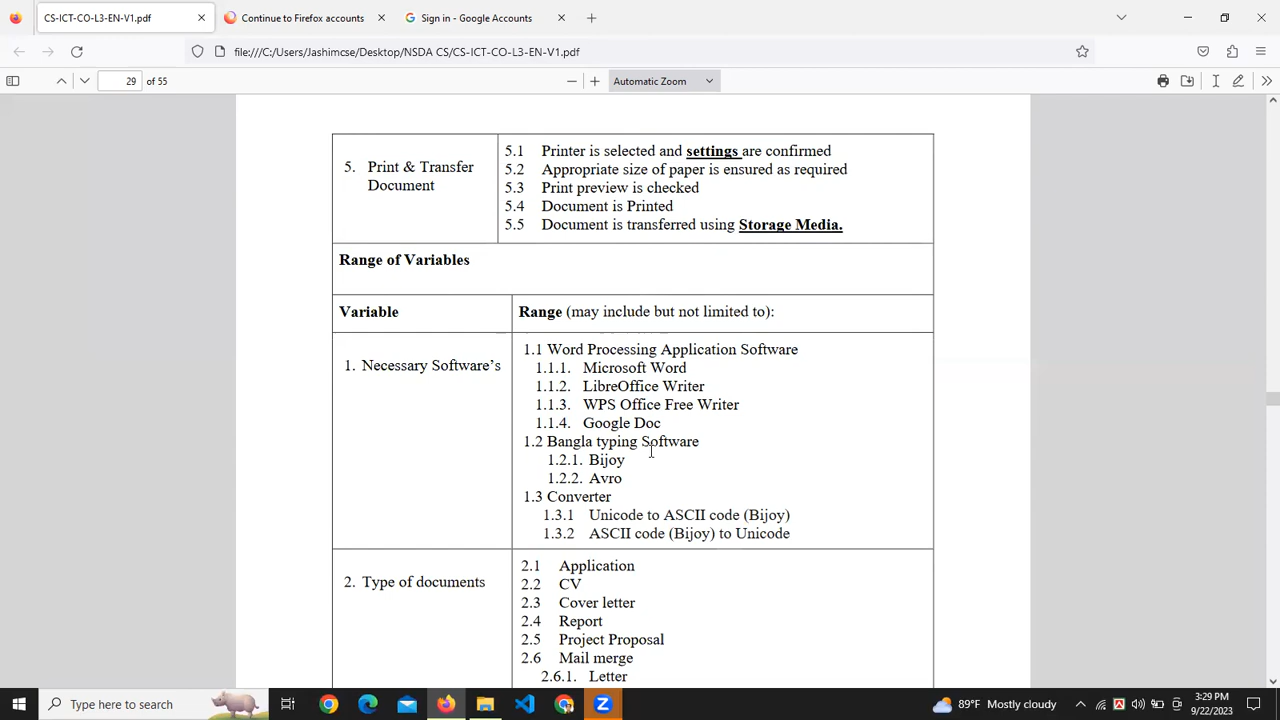 CS-ICT-CO-L3-EN-V1.pdf
Continue to Firefox accounts
Sign in - Google Accounts
file:///C:/Users/Jashimcse/Desktop/NSDA CS/CS-ICT-CO-L3-EN-V1.pdf
29 of 55
Automatic Zoom
5. Print & Transfer Document
5.1 Printer is selected and settings are confirmed
5.2 Appropriate size of paper is ensured as required
5.3 Print preview is checked
5.4 Document is Printed
5.5 Document is transferred using Storage Media.
Range of Variables
Variable
Range (may include but not limited to):
1. Necessary Software's
1.1 Word Processing Application Software
1.1.1. Microsoft Word
1.1.2. LibreOffice Writer
1.1.3. WPS Office Free Writer
1.1.4. Google Doc
1.2 Bangla typing Software
1.2.1. Bijoy
1.2.2. Avro
1.3 Converter
1.3.1 Unicode to ASCII code (Bijoy)
1.3.2 ASCII code (Bijoy) to Unicode
2. Type of documents
2.1 Application
2.2 CV
2.3 Cover letter
2.4 Report
2.5 Project Proposal
2.6 Mail merge
2.6.1. Letter
Type here to search
89°F Mostly cloudy
3:29 PM
9/22/2023